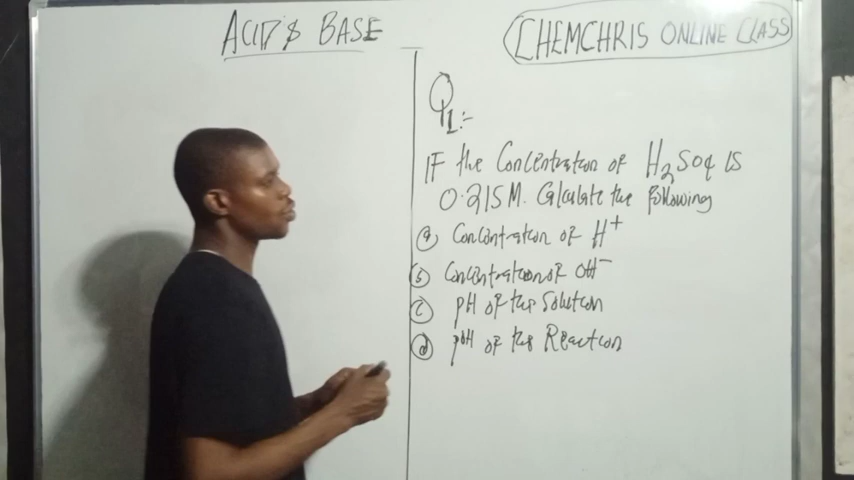 ACID & BASE
CHEMCHRIS ONLINE CLASS
Q1:-
IF the Concentration of H2SO4 IS
0.215M. Calculate the following
(a) Concentration of H+
(b) Concentration of OH-
(c) pH of the Solution
(d) pOH of the Reaction